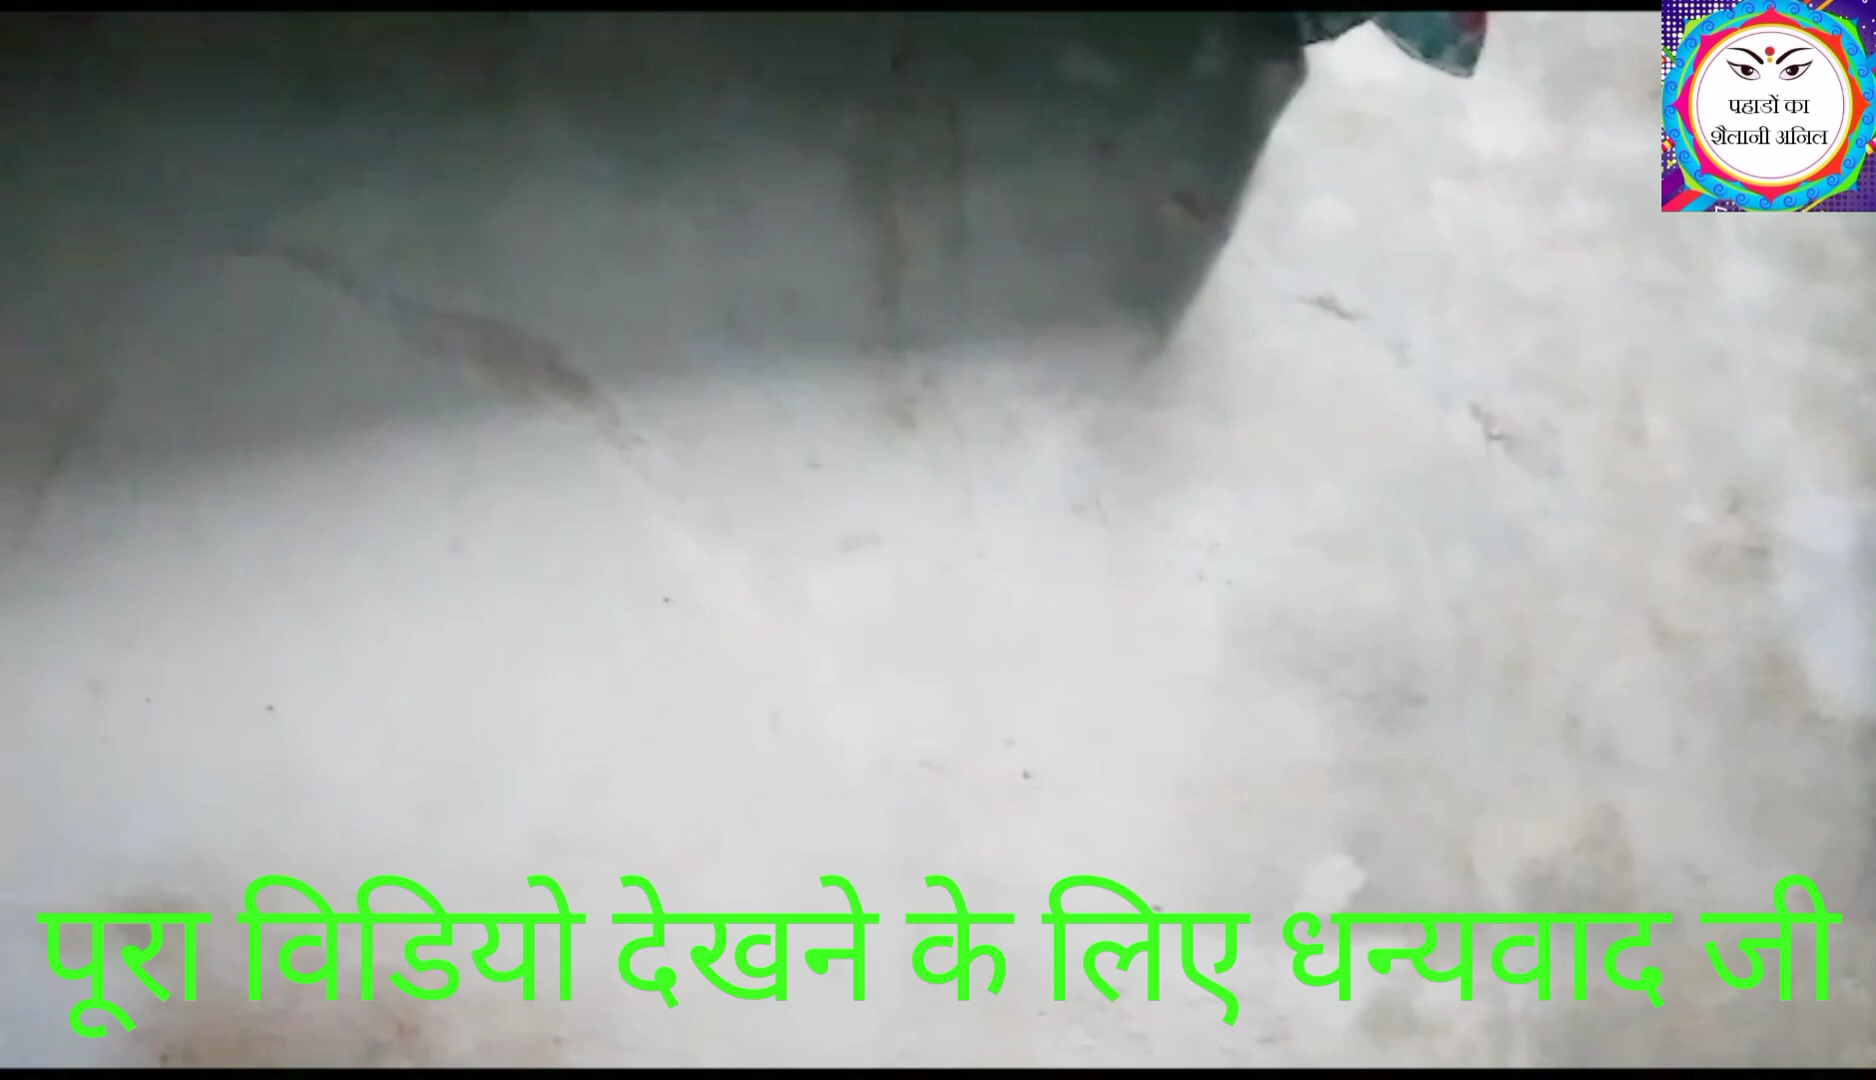 पहाडों का
शैलानी अनिल
पूरा विडियो देखने के लिए धन्यवाद जी